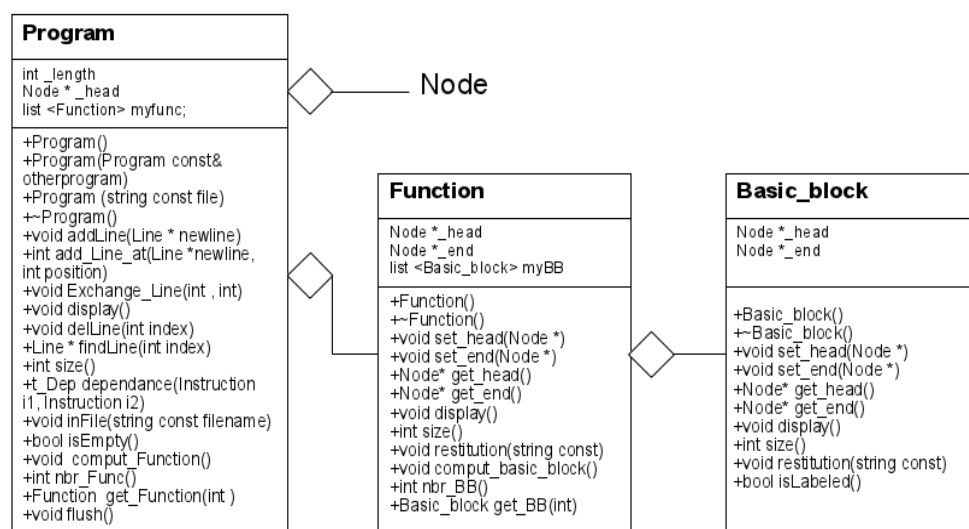 Program
int _length
Node * _head
list <Function> myfunc;
+Program()
+Program(Program const&
otherprogram)
+Program (string const file)
+~Program()
+void addLine(Line * newline)
+int add_Line_at(Line *newline,
int position)
+void Exchange_Line(int , int)
+void display()
+void delLine(int index)
+Line * findLine(int index)
+int size()
+t_Dep dependance(Instruction
i1, Instruction i2)
+void inFile(string const filename)
+bool isEmpty()
+void comput_Function()
+int nbr_Func()
+Function get_Function(int )
+void flush()
Node
Function
Node *_head
Node *_end
list <Basic_block> myBB
+Function()
+~Function()
+void set_head(Node *)
+void set_end(Node *)
+Node* get_head()
+Node* get_end()
+void display()
+int size()
+void restitution(string const)
+void comput_basic_block()
+int nbr_BB()
+Basic_block get_BB(int)
Basic_block
Node *_head
Node *_end
+Basic_block()
+~Basic_block()
+void set_head(Node *)
+void set_end(Node *)
+Node* get_head()
+Node* get_end()
+void display()
+int size()
+void restitution(string const)
+bool isLabeled()